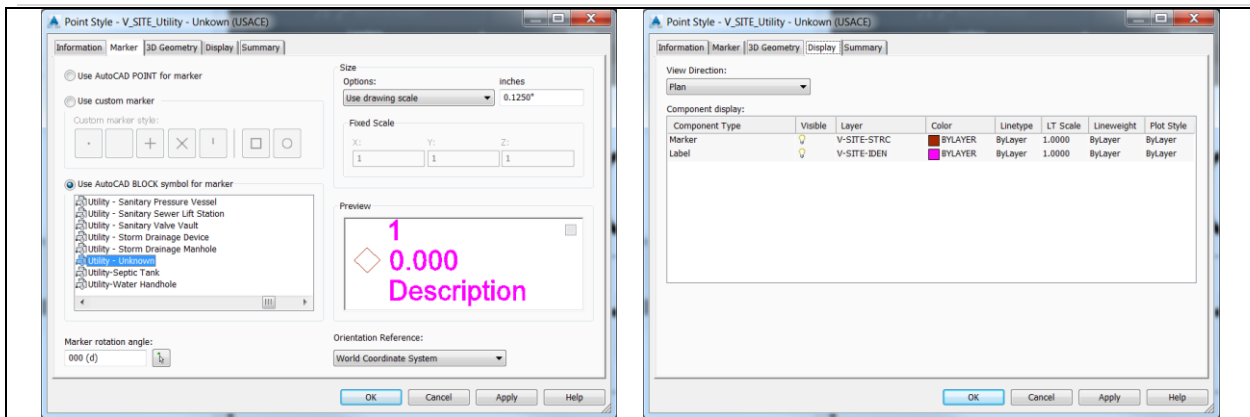 Point Style - V_SITE_Utility - Unkown (USACE)
Information Marker 3D Geometry Display Summary
Use AutoCAD POINT for marker
Use custom marker
Custom marker style:
Use AutoCAD BLOCK symbol for marker
Utility - Sanitary Pressure Vessel
Utility - Sanitary Sewer Lift Station
Utility - Sanitary Valve Vault
Utility - Storm Drainage Device
Utility - Storm Drainage Manhole
Utility - Unknown
Utility-Septic Tank
Utility-Water Handhole
Marker rotation angle:
000 (d)
Size
Options: inches
Use drawing scale 0.1250"
Fixed Scale
X: Y: Z:
1 1 1
Preview
1
0.000
Description
Orientation Reference:
World Coordinate System
OK Cancel Apply Help
Point Style - V_SITE_Utility - Unkown (USACE)
Information Marker 3D Geometry Display Summary
View Direction:
Plan
Component display:
Component Type Visible Layer Color Linetype LT Scale Lineweight Plot Style
Marker V-SITE-STRC BYLAYER ByLayer 1.0000 ByLayer ByLayer
Label V-SITE-IDEN BYLAYER ByLayer 1.0000 ByLayer ByLayer
OK Cancel Apply Help